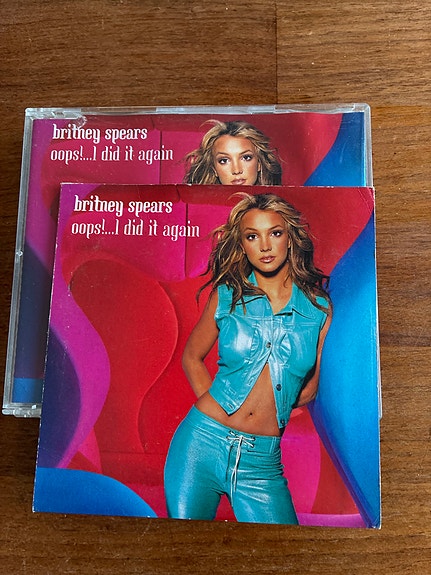 britney spears
oops!...I did it again
britney spears
oops!...I did it again